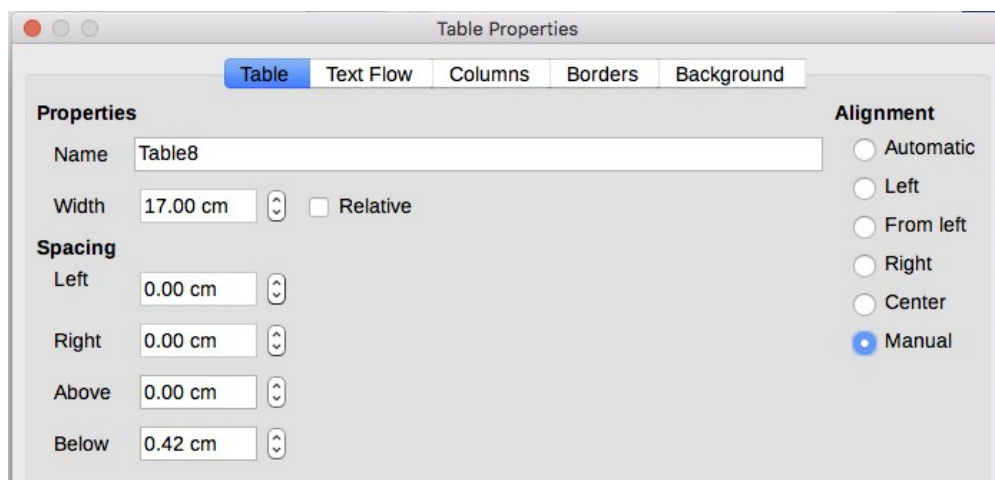 Table Properties
Table Text Flow Columns Borders Background
Properties
Name Table8
Width 17.00 cm Relative
Spacing
Left 0.00 cm
Right 0.00 cm
Above 0.00 cm
Below 0.42 cm
Alignment
Automatic
Left
From left
Right
Center
Manual